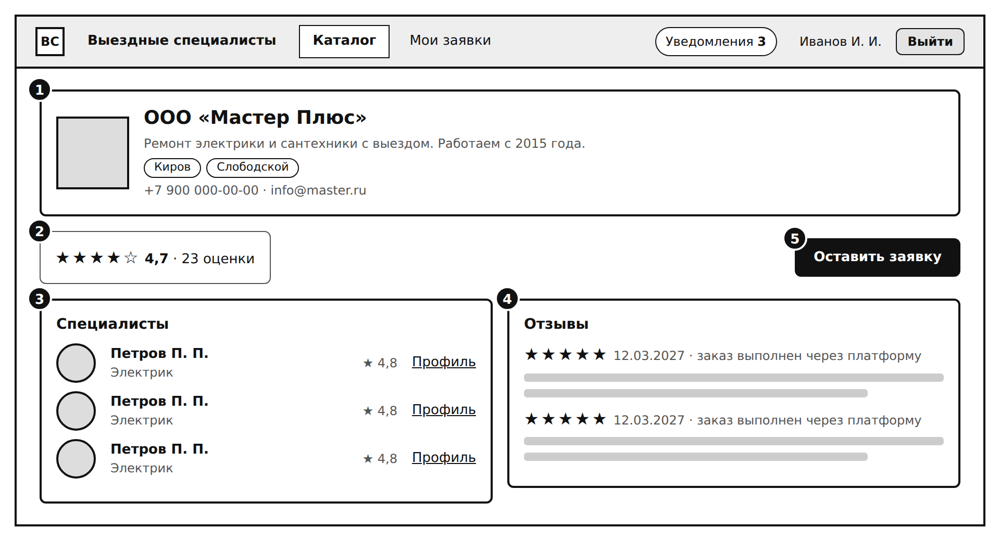 ВС Выездные специалисты Каталог Мои заявки Уведомления 3 Иванов И. И. Выйти
1
ООО «Мастер Плюс»
Ремонт электрики и сантехники с выездом. Работаем с 2015 года.
Киров Слободской
+7 900 000-00-00 · info@master.ru
2
★★★★☆ 4,7 · 23 оценки
5
Оставить заявку
3
Специалисты
Петров П. П.
Электрик
★ 4,8 Профиль
Петров П. П.
Электрик
★ 4,8 Профиль
Петров П. П.
Электрик
★ 4,8 Профиль
4
Отзывы
★★★★★ 12.03.2027 · заказ выполнен через платформу
★★★★★ 12.03.2027 · заказ выполнен через платформу